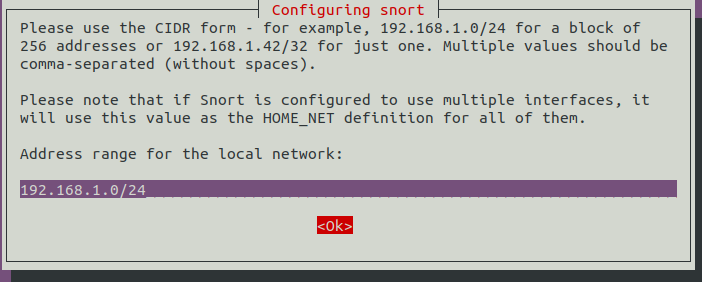 Configuring snort
Please use the CIDR form - for example, 192.168.1.0/24 for a block of
256 addresses or 192.168.1.42/32 for just one. Multiple values should be
comma-separated (without spaces).
Please note that if Snort is configured to use multiple interfaces, it
will use this value as the HOME_NET definition for all of them.
Address range for the local network:
192.168.1.0/24
<Ok>